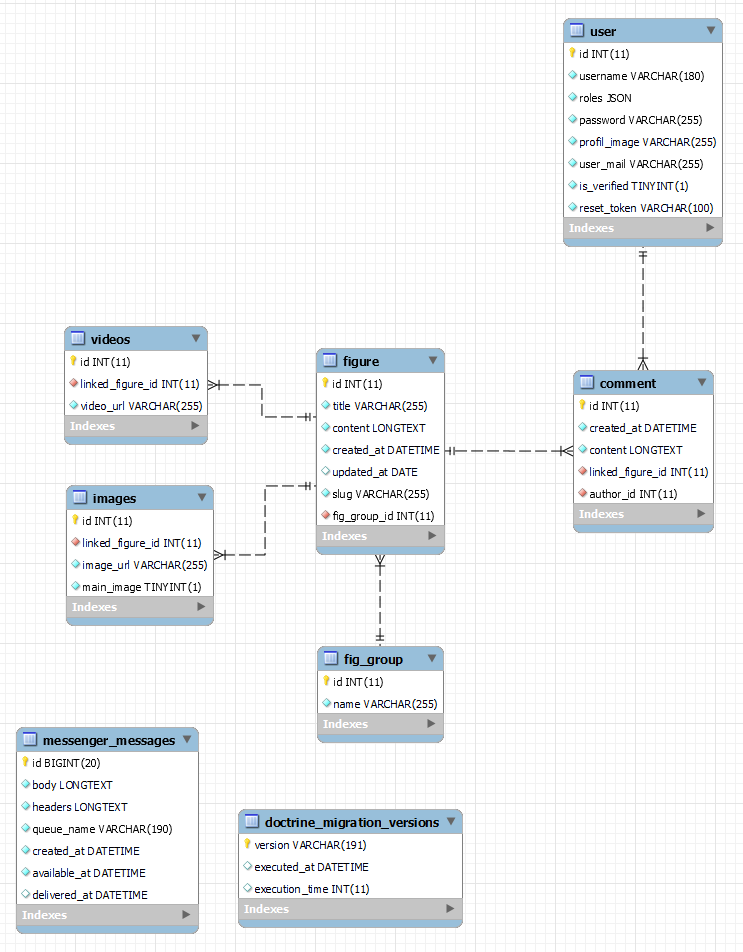 user
id INT(11)
username VARCHAR(180)
roles JSON
password VARCHAR(255)
profil_image VARCHAR(255)
user_mail VARCHAR(255)
is_verified TINYINT(1)
reset_token VARCHAR(100)
Indexes
videos
id INT(11)
linked_figure_id INT(11)
video_url VARCHAR(255)
Indexes
figure
id INT(11)
title VARCHAR(255)
content LONGTEXT
created_at DATETIME
updated_at DATE
slug VARCHAR(255)
fig_group_id INT(11)
Indexes
comment
id INT(11)
created_at DATETIME
content LONGTEXT
linked_figure_id INT(11)
author_id INT(11)
Indexes
images
id INT(11)
linked_figure_id INT(11)
image_url VARCHAR(255)
main_image TINYINT(1)
Indexes
fig_group
id INT(11)
name VARCHAR(255)
Indexes
messenger_messages
id BIGINT(20)
body LONGTEXT
headers LONGTEXT
queue_name VARCHAR(190)
created_at DATETIME
available_at DATETIME
delivered_at DATETIME
Indexes
doctrine_migration_versions
version VARCHAR(191)
executed_at DATETIME
execution_time INT(11)
Indexes